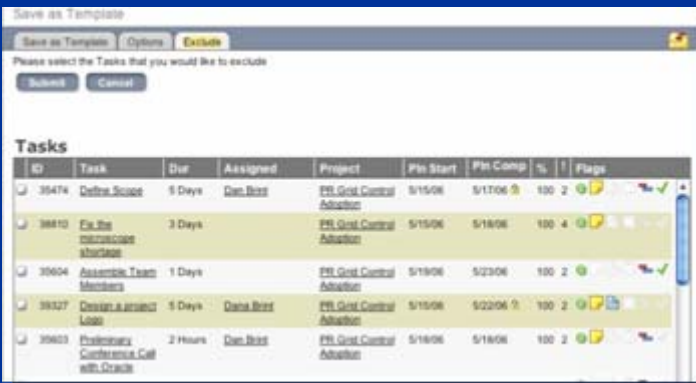 Save as Template
Save as Template Options Exclude
Please select the Tasks that you would like to exclude
Submit Cancel
Tasks
ID Task Dur Assigned Project Pln Start Pln Comp % ! Flags
35474 Define Scope 5 Days Dan Brint PR Grid Control 5/15/06 5/17/06 100 2
Adoption
38810 Fix the 3 Days PR Grid Control 5/15/06 5/18/06 100 4
microscope Adoption
shortage
35604 Assemble Team 1 Days PR Grid Control 5/19/06 5/23/06 100 2
Members Adoption
39327 Design a project 5 Days Dana Brint PR Grid Control 5/15/06 5/22/06 100 2
Logo Adoption
35603 Preliminary 2 Hours Dan Brint PR Grid Control 5/18/06 5/18/06 100 2
Conference Call Adoption
with Oracle